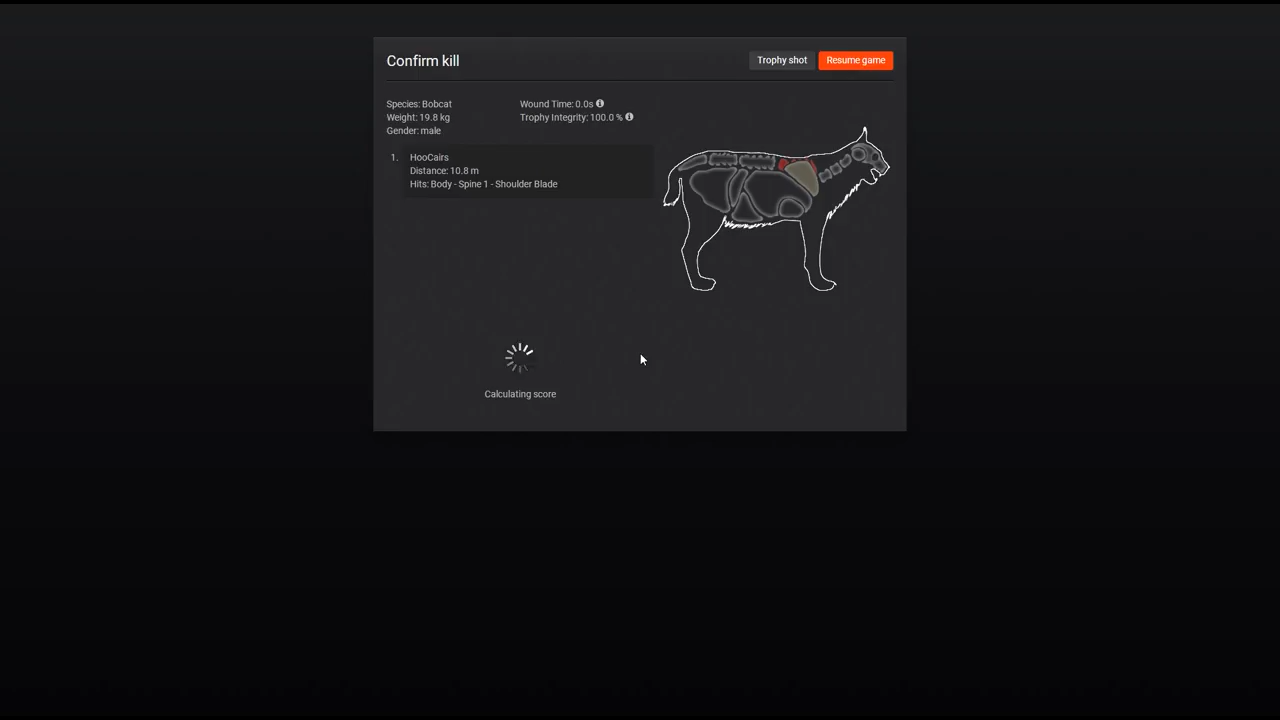 Confirm kill
Trophy shot
Resume game
Species: Bobcat
Weight: 19.8 kg
Gender: male
Wound Time: 0.0s
Trophy Integrity: 100.0 %
1.
HooCairs
Distance: 10.8 m
Hits: Body - Spine 1 - Shoulder Blade
Calculating score